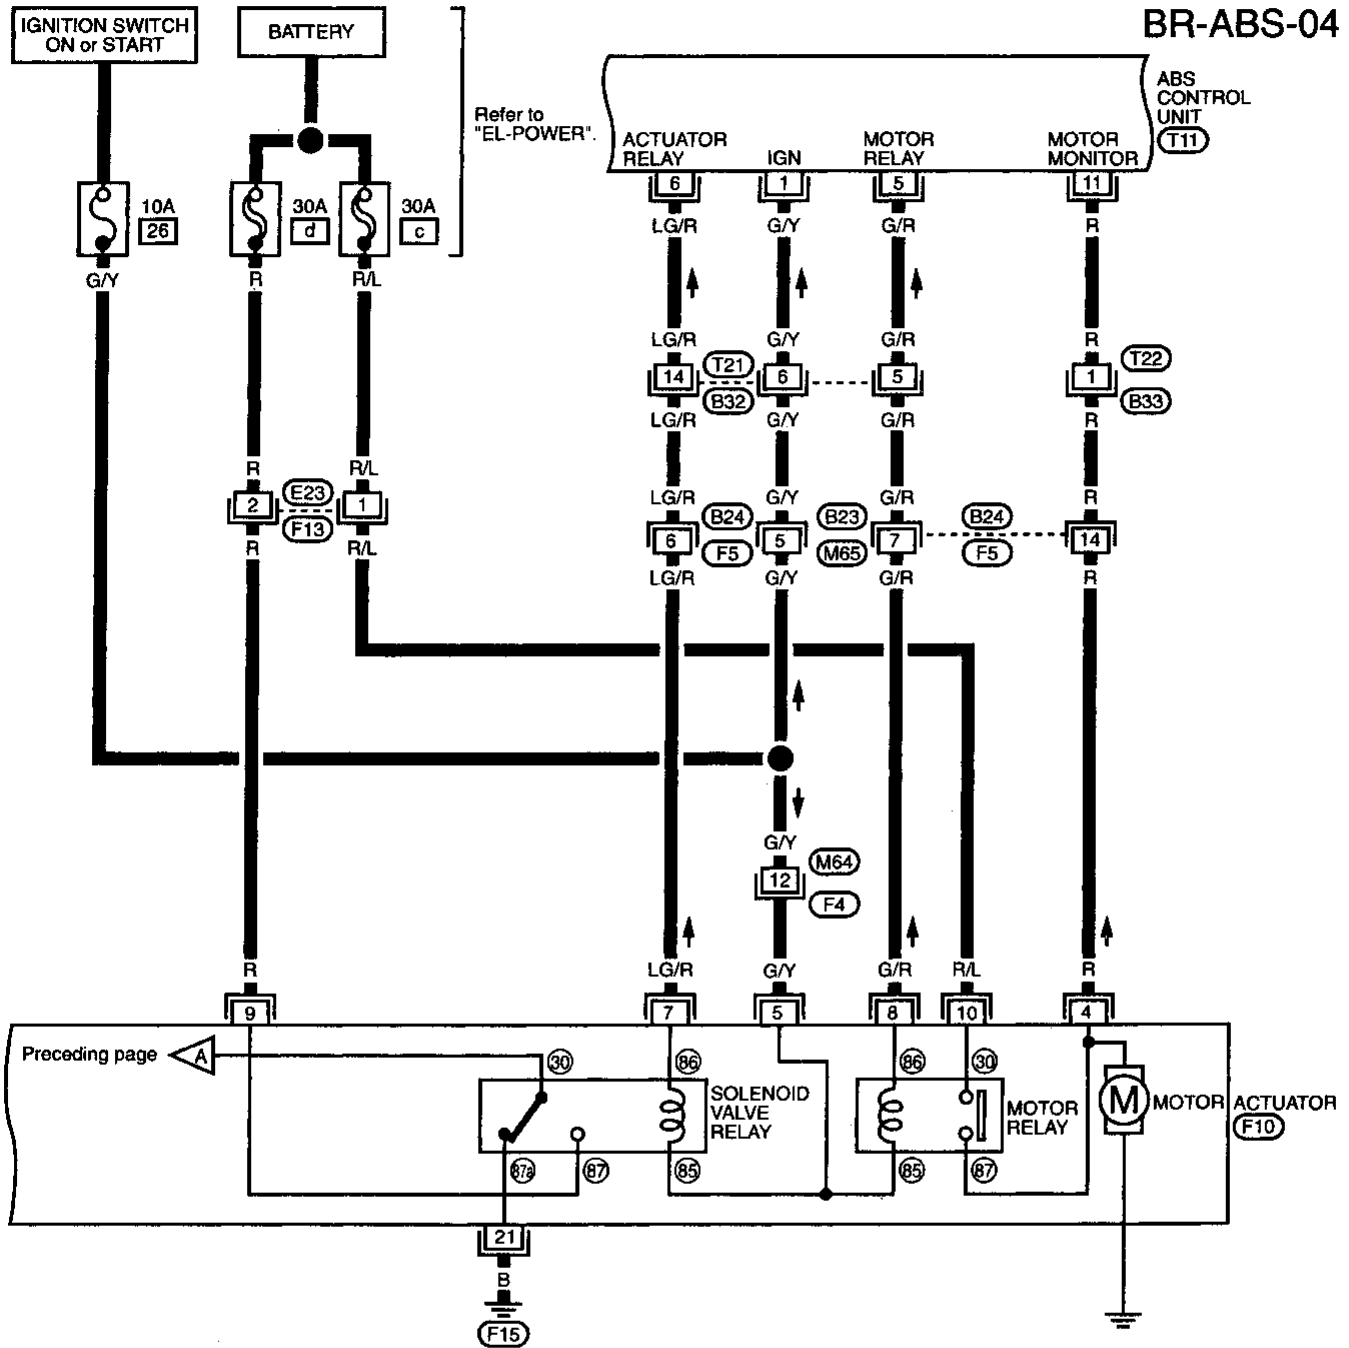 BR-ABS-04
IGNITION SWITCH
ON or START
BATTERY
Refer to
"EL-POWER".
ABS
CONTROL
UNIT
T11
ACTUATOR
RELAY
IGN
MOTOR
RELAY
MOTOR
MONITOR
6 1 5 11
10A
26
30A
d
30A
c
LG/R G/Y G/R R
G/Y R R/L
LG/R G/Y G/R R
14 T21 6 5 1 T22
B32 B33
LG/R G/Y G/R R
R R/L
2 E23 1
F13
R R/L
LG/R G/Y G/R R
6 B24 5 B23 7 B24 14
F5 M65 F5
LG/R G/Y G/R R
G/Y
12 M64
F4
R LG/R G/Y G/R R/L R
9 7 5 8 10 4
Preceding page A
30 86 86 30
SOLENOID
VALVE
RELAY
MOTOR
RELAY
M MOTOR
ACTUATOR
F10
87a 87 85 85 87
21
B
F15